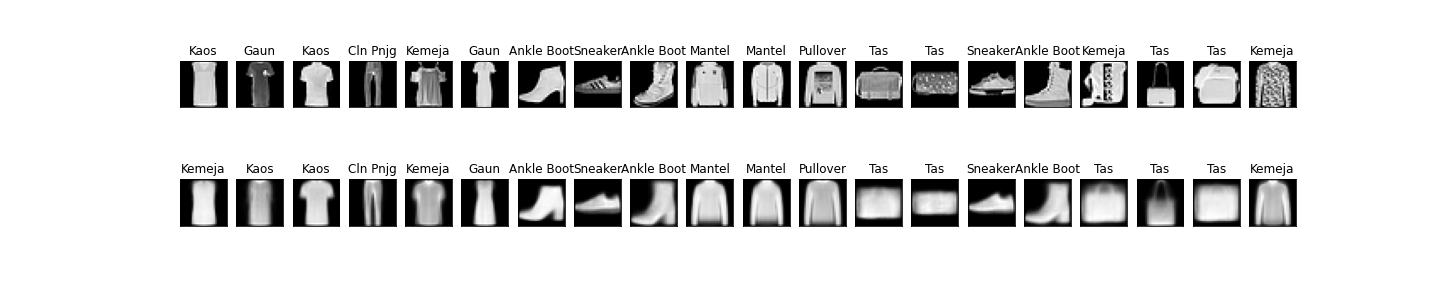 Kaos Gaun Kaos Cln Pnjg Kemeja Gaun Ankle Boot Sneaker Ankle Boot Mantel Mantel Pullover Tas Tas Sneaker Ankle Boot Kemeja Tas Tas Kemeja
Kemeja Kaos Kaos Cln Pnjg Kemeja Gaun Ankle Boot Sneaker Ankle Boot Mantel Mantel Pullover Tas Tas Sneaker Ankle Boot Tas Tas Tas Kemeja